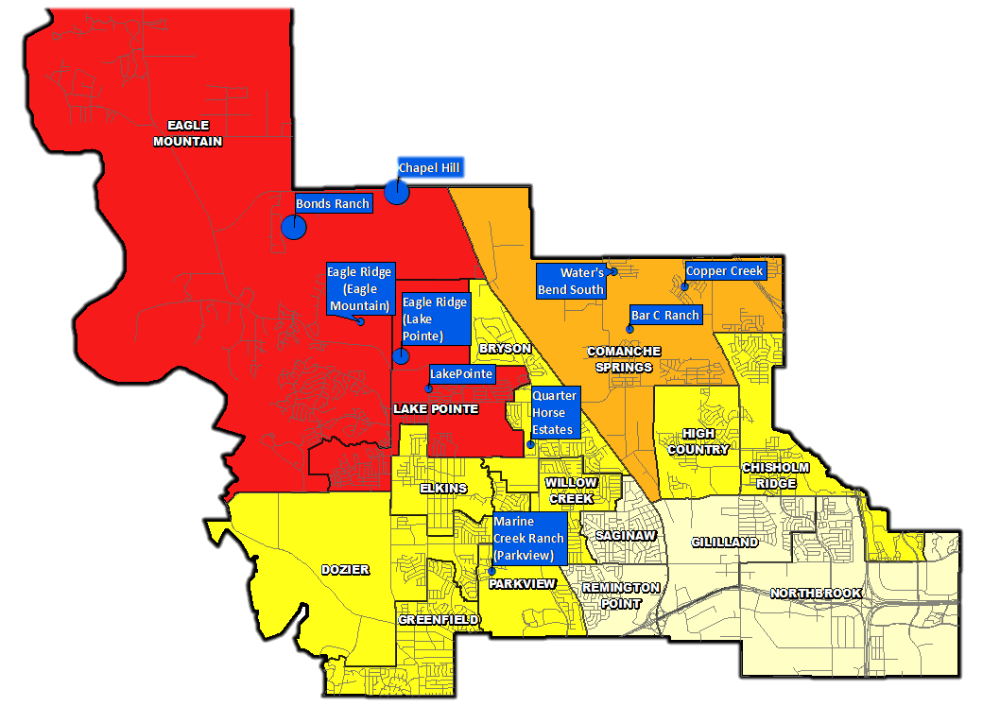 EAGLE
MOUNTAIN
Chapel Hill
Bonds Ranch
Eagle Ridge
(Eagle
Mountain)
Eagle Ridge
(Lake
Pointe)
Water's
Bend South
Copper Creek
Bar C Ranch
BRYSON
COMANCHE
SPRINGS
LakePointe
LAKE POINTE
Quarter
Horse
Estates
HIGH
COUNTRY
CHISHOLM
RIDGE
ELKINS
WILLOW
CREEK
Marine
Creek Ranch
(Parkview)
SAGINAW
GILILLAND
DOZIER
PARKVIEW
REMINGTON
POINT
NORTHBROOK
GREENFIELD